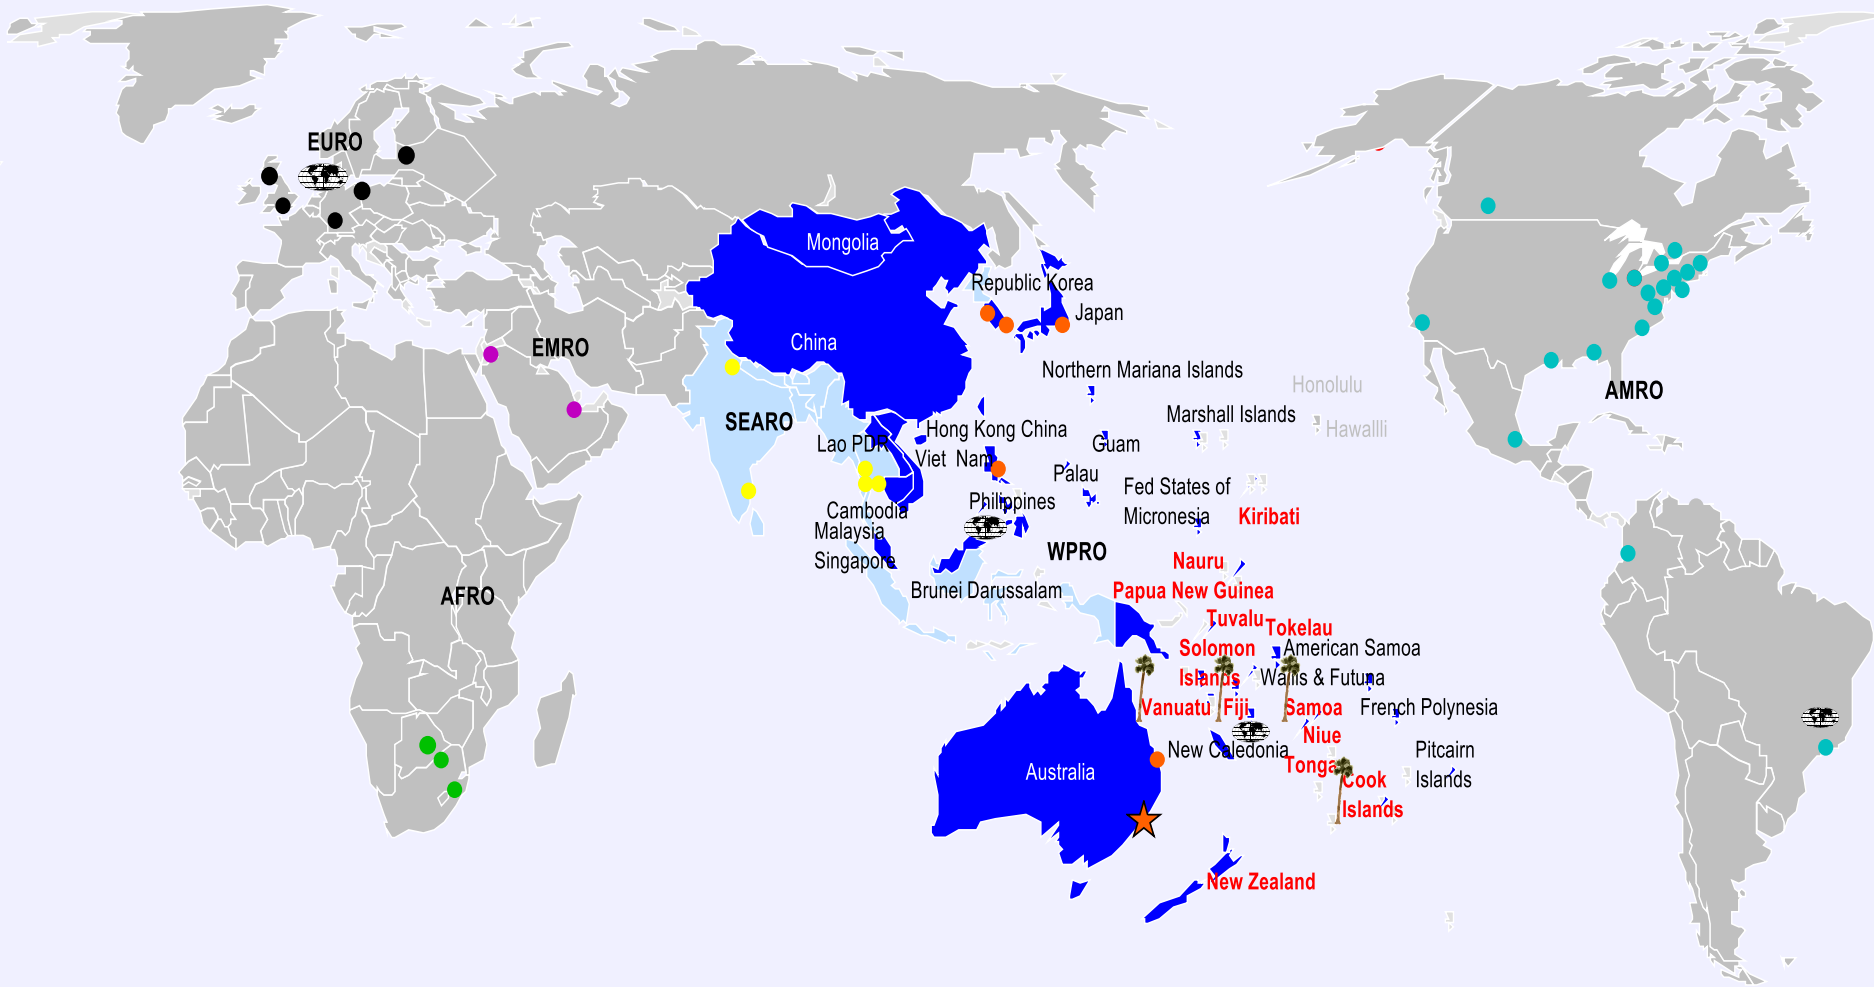 EURO
Mongolia
Republic Korea
Japan
China
EMRO
Northern Mariana Islands
Honolulu
AMRO
SEARO
Marshall Islands
Hawallli
Hong Kong China
Lao PDR
Guam
Viet Nam
Palau
Fed States of
Micronesia
Philippines
Kiribati
Cambodia
Malaysia
Singapore
WPRO
Nauru
Brunei Darussalam
Papua New Guinea
AFRO
Tuvalu
Tokelau
Solomon
Islands
American Samoa
Wallis & Futuna
Vanuatu
Fiji
Samoa
French Polynesia
Niue
New Caledonia
Pitcairn
Islands
Tonga
Australia
Cook
Islands
New Zealand